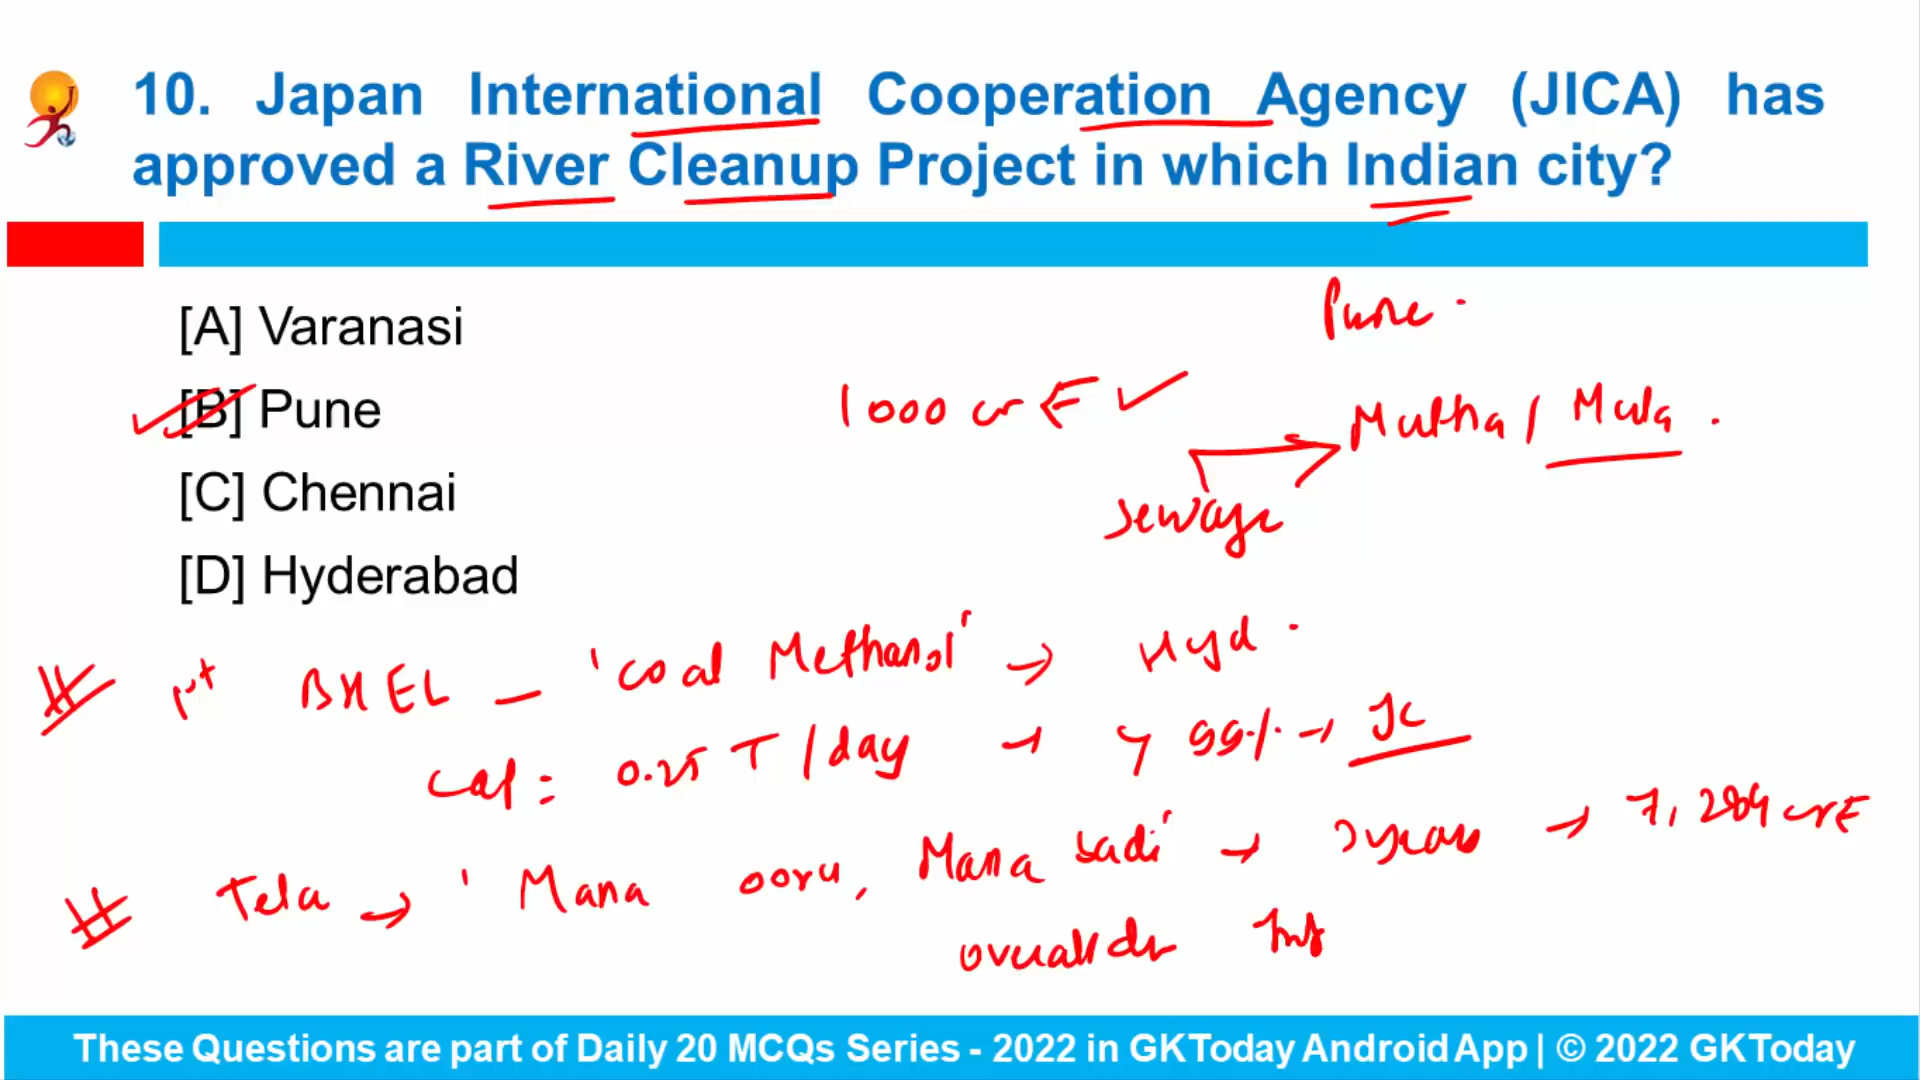 10. Japan International Cooperation Agency (JICA) has
approved a River Cleanup Project in which Indian city?
[A] Varanasi
[B] Pune
[C] Chennai
[D] Hyderabad
Pune.
1000 cr
Mutha / Mula.
sewage
BHEL - 'coal Methanol' → Hyd.
cap = 0.25 T/day → 99% →
Tela → 'Mana ooru, Mana badi' → 3 years → 7,289 cr
overall
These Questions are part of Daily 20 MCQs Series - 2022 in GKToday Android App | © 2022 GKToday